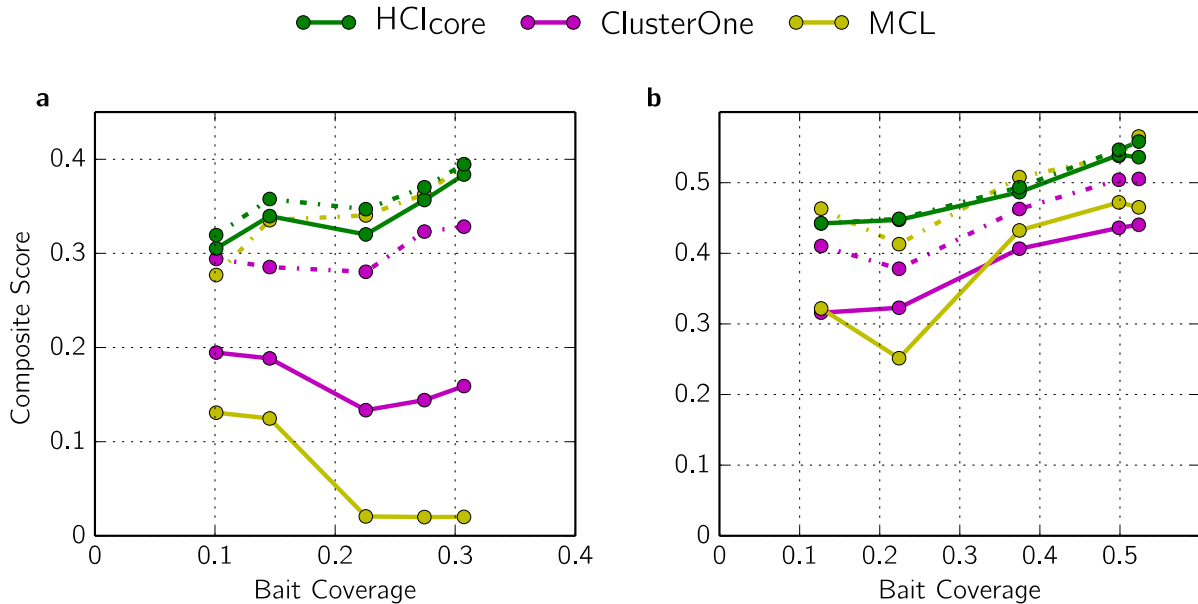 HCIcore ClusterOne MCL
a b
Composite Score
0.4
0.3
0.2
0.1
0
0 0.1 0.2 0.3 0.4
Bait Coverage
0.5
0.4
0.3
0.2
0.1
0
0 0.1 0.2 0.3 0.4 0.5
Bait Coverage